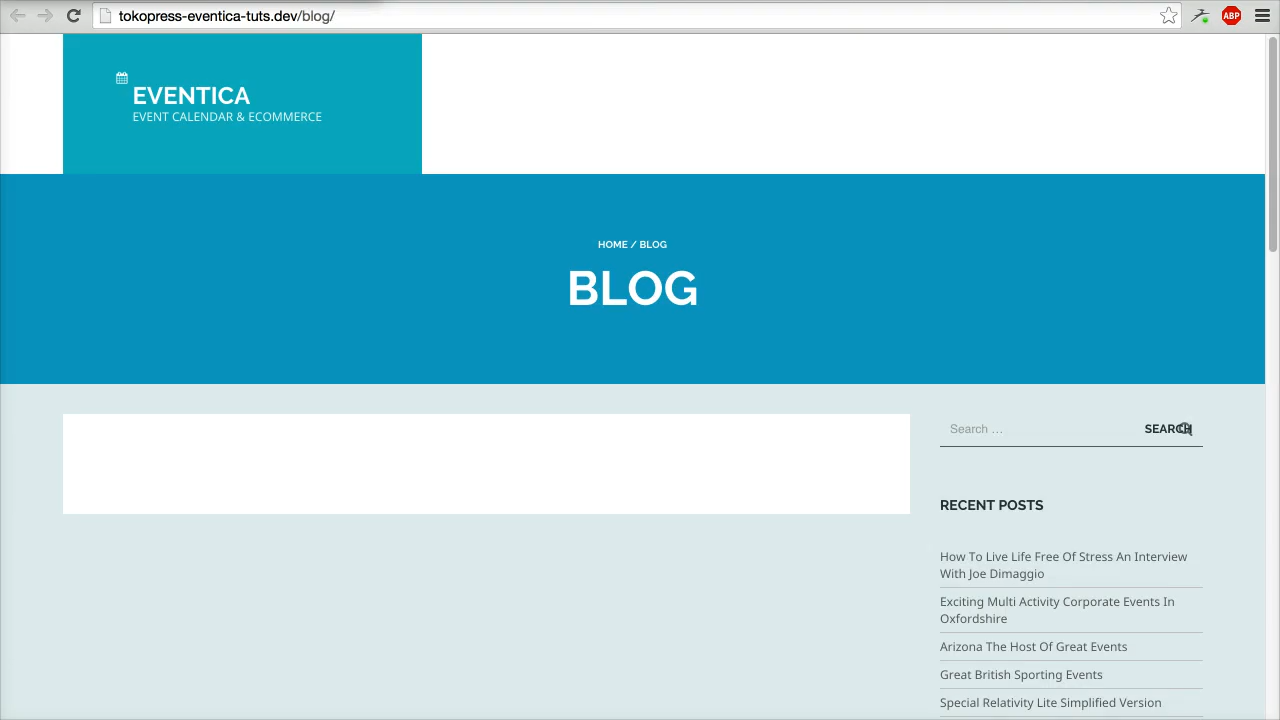 tokopress-eventica-tuts.dev/blog/
ABP
EVENTICA
EVENT CALENDAR & ECOMMERCE
HOME / BLOG
BLOG
Search ...
SEARCH
RECENT POSTS
How To Live Life Free Of Stress An Interview
With Joe Dimaggio
Exciting Multi Activity Corporate Events In
Oxfordshire
Arizona The Host Of Great Events
Great British Sporting Events
Special Relativity Lite Simplified Version